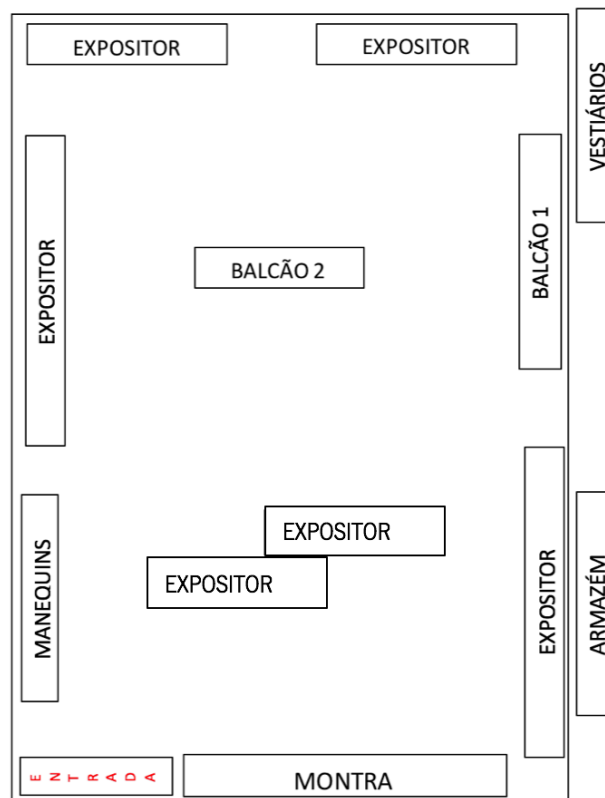 EXPOSITOR
EXPOSITOR
VESTIÁRIOS
EXPOSITOR
BALCÃO 2
BALCÃO 1
MANEQUINS
EXPOSITOR
EXPOSITOR
EXPOSITOR
ARMAZÉM
ENTRADA
MONTRA